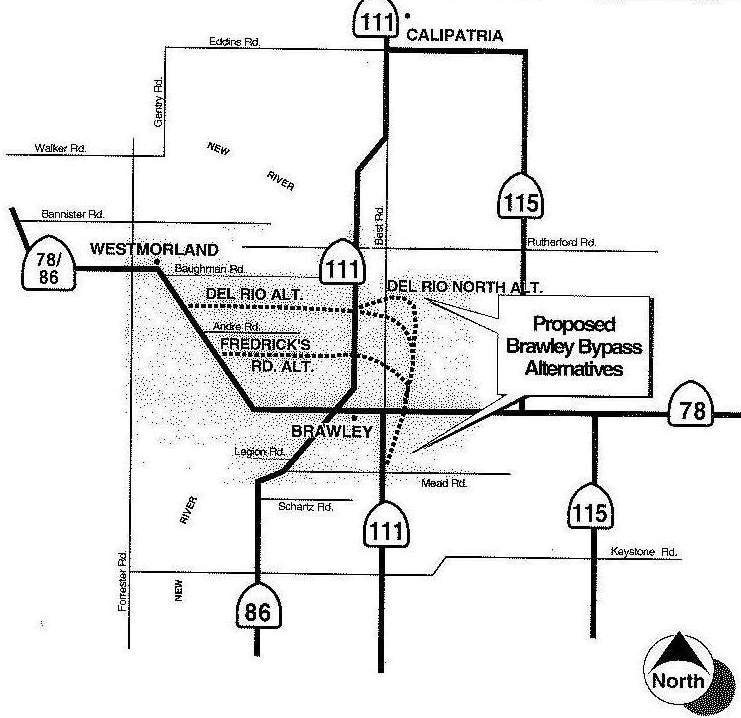 111
CALIPATRIA
Eddins Rd.
Gentry Rd.
Walker Rd.
NEW
RIVER
Bannister Rd.
115
Best Rd.
WESTMORLAND
Rutherford Rd.
78/
86
Baughman Rd.
111
DEL RIO ALT.
DEL RIO NORTH ALT.
Andre Rd.
FREDRICK'S
RD. ALT.
Proposed
Brawley Bypass
Alternatives
78
BRAWLEY
Legion Rd.
Mead Rd.
Schartz Rd.
RIVER
NEW
111
115
Keystone Rd.
Forrester Rd.
86
North